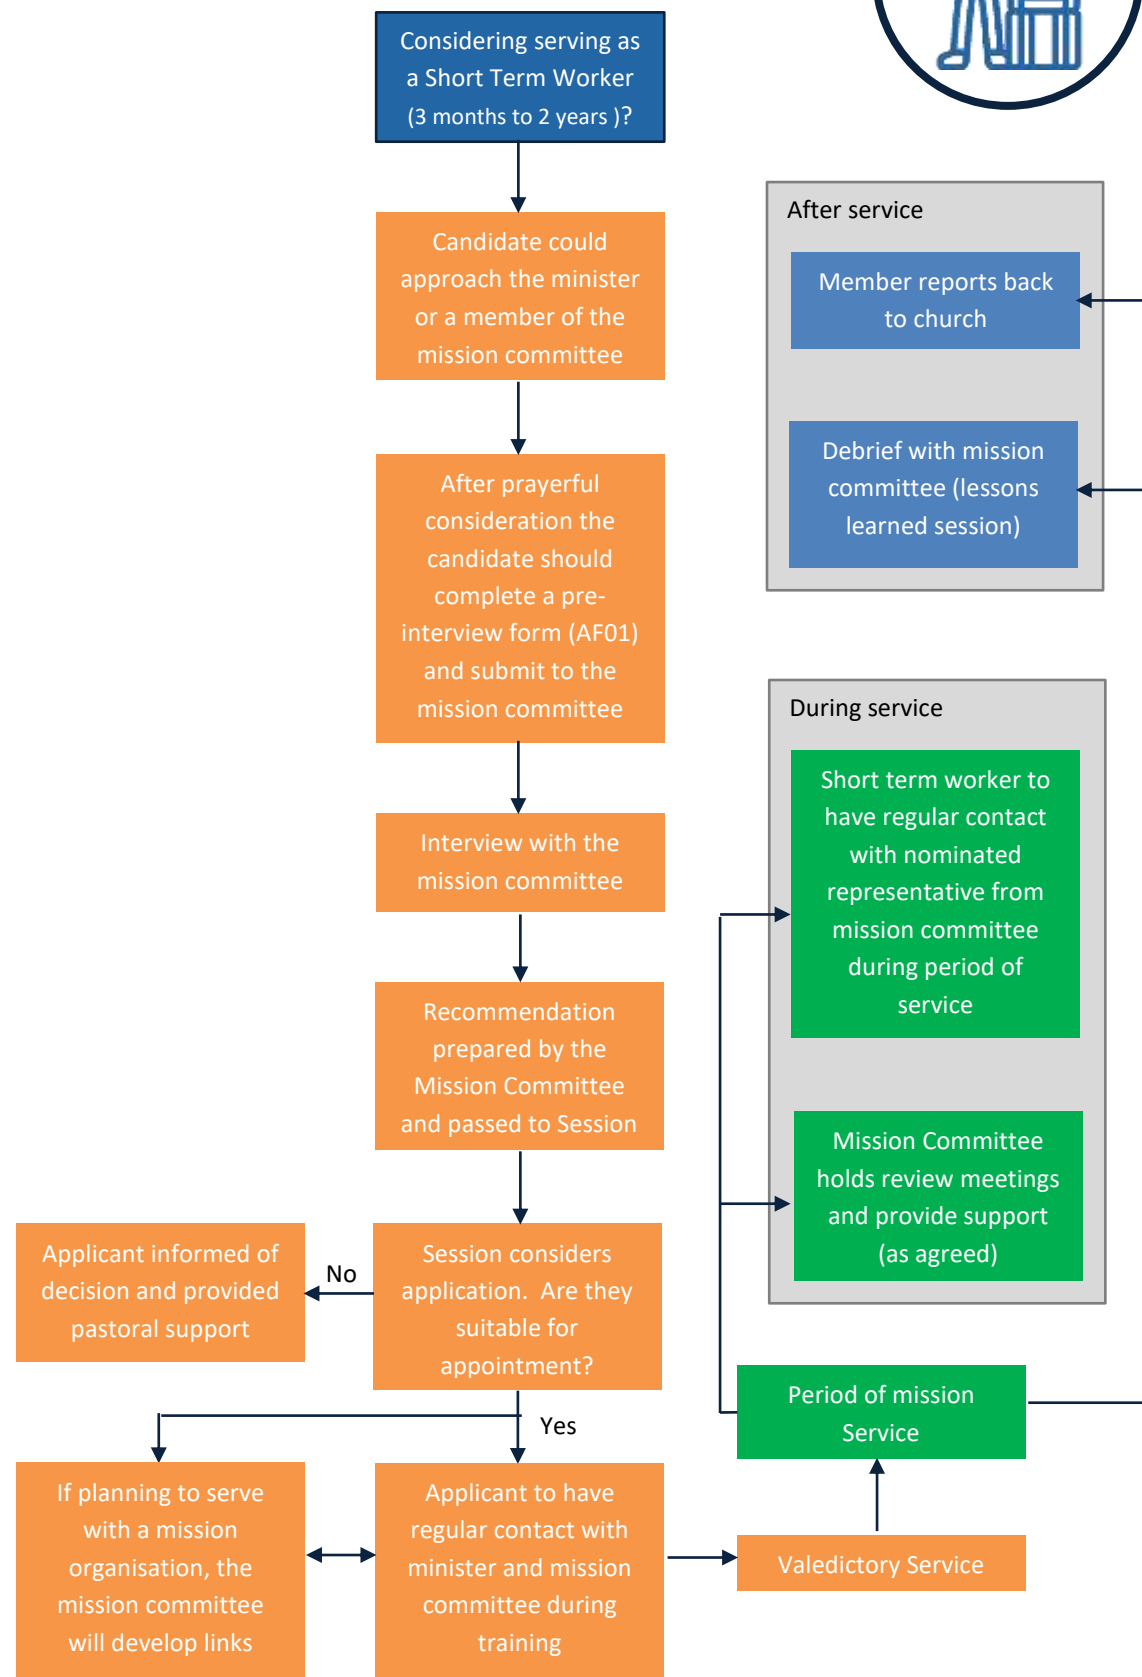 Considering serving as
a Short Term Worker
(3 months to 2 years )?
Candidate could
approach the minister
or a member of the
mission committee
After prayerful
consideration the
candidate should
complete a pre-
interview form (AF01)
and submit to the
mission committee
Interview with the
mission committee
Recommendation
prepared by the
Mission Committee
and passed to Session
Session considers
application.  Are they
suitable for
appointment?
No
Applicant informed of
decision and provided
pastoral support
Yes
If planning to serve
with a mission
organisation, the
mission committee
will develop links
Applicant to have
regular contact with
minister and mission
committee during
training
Valedictory Service
Period of mission
Service
During service
Short term worker to
have regular contact
with nominated
representative from
mission committee
during period of
service
Mission Committee
holds review meetings
and provide support
(as agreed)
After service
Member reports back
to church
Debrief with mission
committee (lessons
learned session)